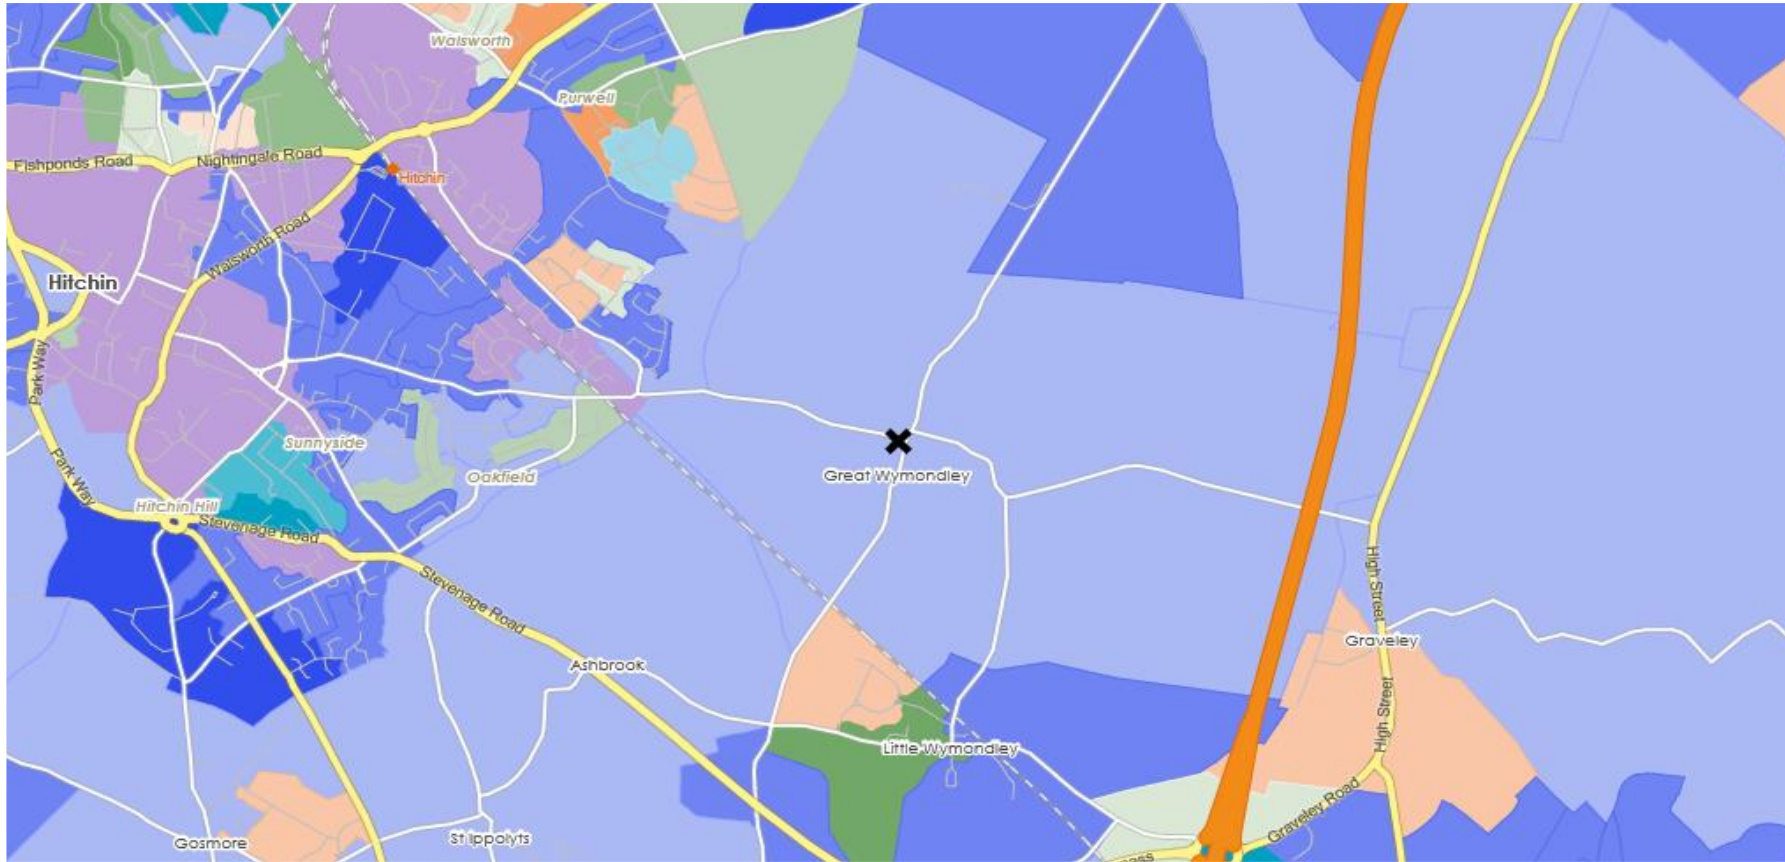 Walsworth
Purwell
Fishponds Road
Nightingale Road
Hitchin
Walsworth Road
Hitchin
Park Way
Sunnyside
Great Wymondley
Oakfield
Park Way
Hitchin Hill
Stevenage Road
High Street
Stevenage Road
Graveley
Ashbrook
High Street
Little Wymondley
Graveley Road
Gosmore
St Ippolyts